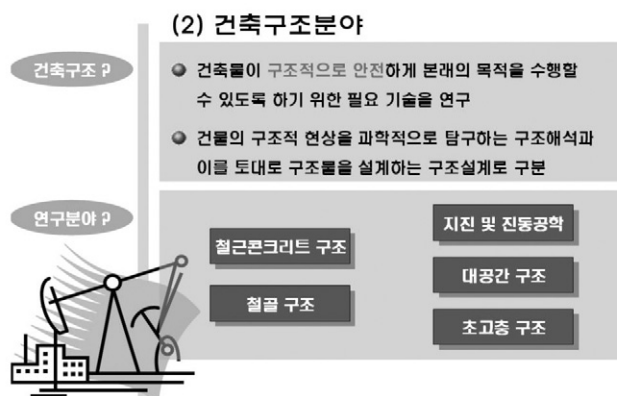 (2) 건축구조분야
건축구조 ?
건축물이 구조적으로 안전하게 본래의 목적을 수행할
수 있도록 하기 위한 필요 기술을 연구
건물의 구조적 현상을 과학적으로 탐구하는 구조해석과
이를 토대로 구조물을 설계하는 구조설계로 구분
연구분야 ?
철근콘크리트 구조
철골 구조
지진 및 진동공학
대공간 구조
초고층 구조